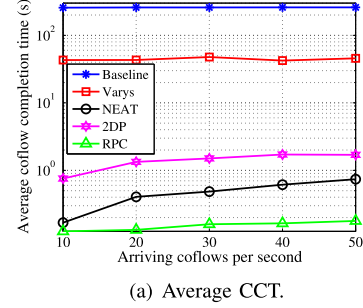 Average coflow completion time (s)
10²
10¹
10⁰
Baseline
Varys
NEAT
2DP
RPC
10 20 30 40 50
Arriving coflows per second
(a) Average CCT.